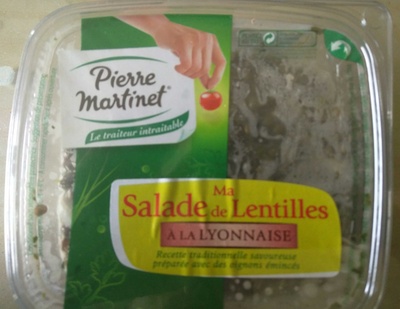 Pierre
Martinet
Le traiteur intraitable
Ma
Salade de Lentilles
À LA LYONNAISE
Recette traditionnelle savoureuse
préparée avec des oignons émincés